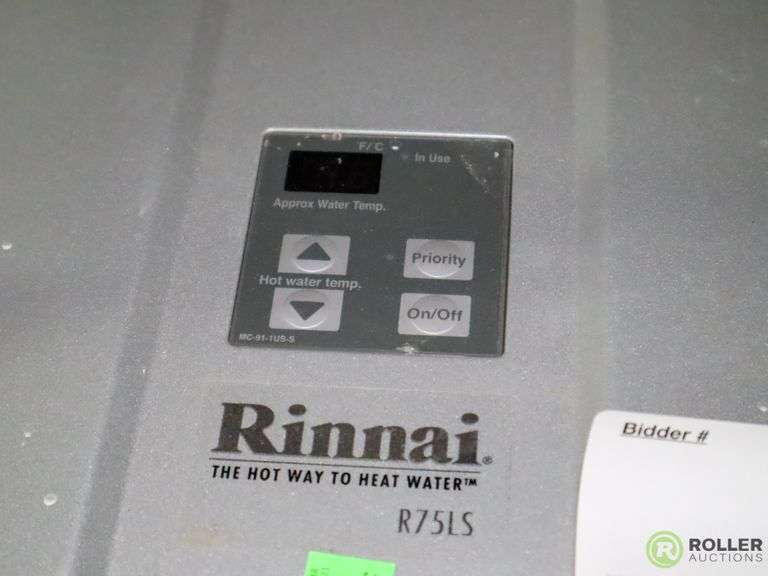 F/C
In Use
Approx Water Temp.
Priority
Hot water temp.
On/Off
MC-91-1US-S
Rinnai®
THE HOT WAY TO HEAT WATER™
R75LS
Bidder #
R ROLLER
AUCTIONS